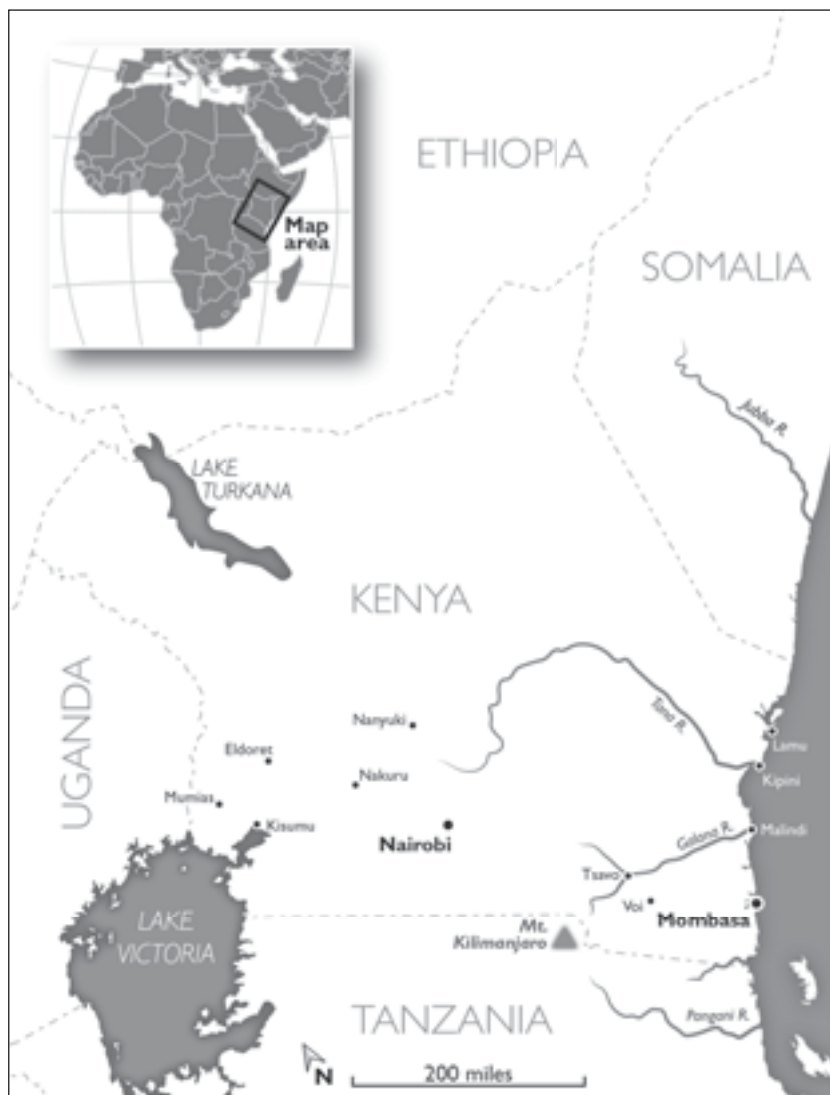 Map
area
ETHIOPIA
SOMALIA
Jubba R.
LAKE
TURKANA
KENYA
UGANDA
Tana R.
Nanyuki
Lamu
Eldoret
Kipini
Nakuru
Mumias
Kisumu
Nairobi
Galana R.
Malindi
Tsavo
Voi
Mombasa
LAKE
VICTORIA
Mt.
Kilimanjaro
TANZANIA
Pangani R.
N
200 miles